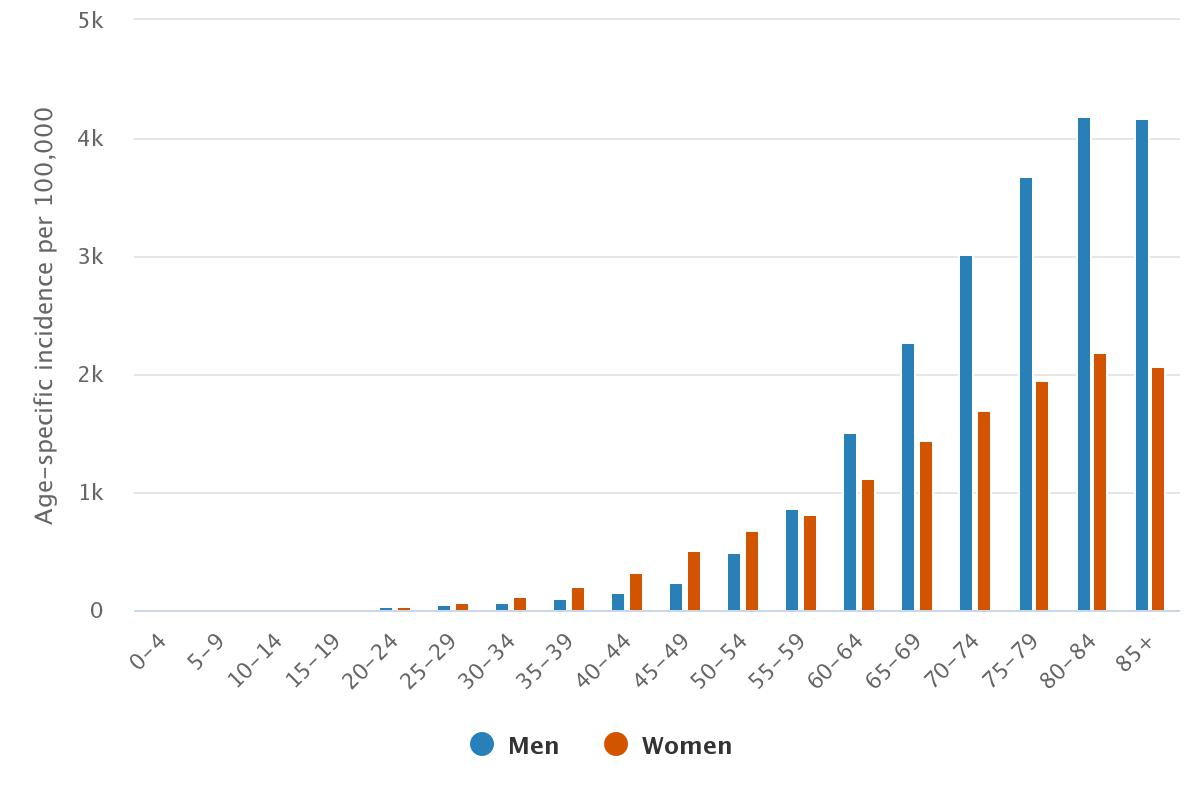 5k
4k
3k
2k
1k
0
Age-specific incidence per 100,000
0-4
5-9
10-14
15-19
20-24
25-29
30-34
35-39
40-44
45-49
50-54
55-59
60-64
65-69
70-74
75-79
80-84
85+
Men Women